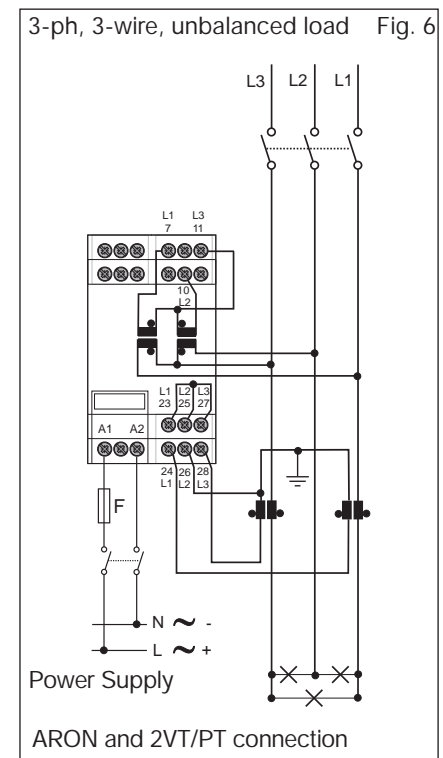 3-ph, 3-wire, unbalanced load Fig. 6
L3 L2 L1
L1 L3
7 11
10
L2
L1 L2 L3
23 25 27
A1 A2
24 26 28
L1 L2 L3
F
N ~ -
L ~ +
Power Supply
ARON and 2VT/PT connection